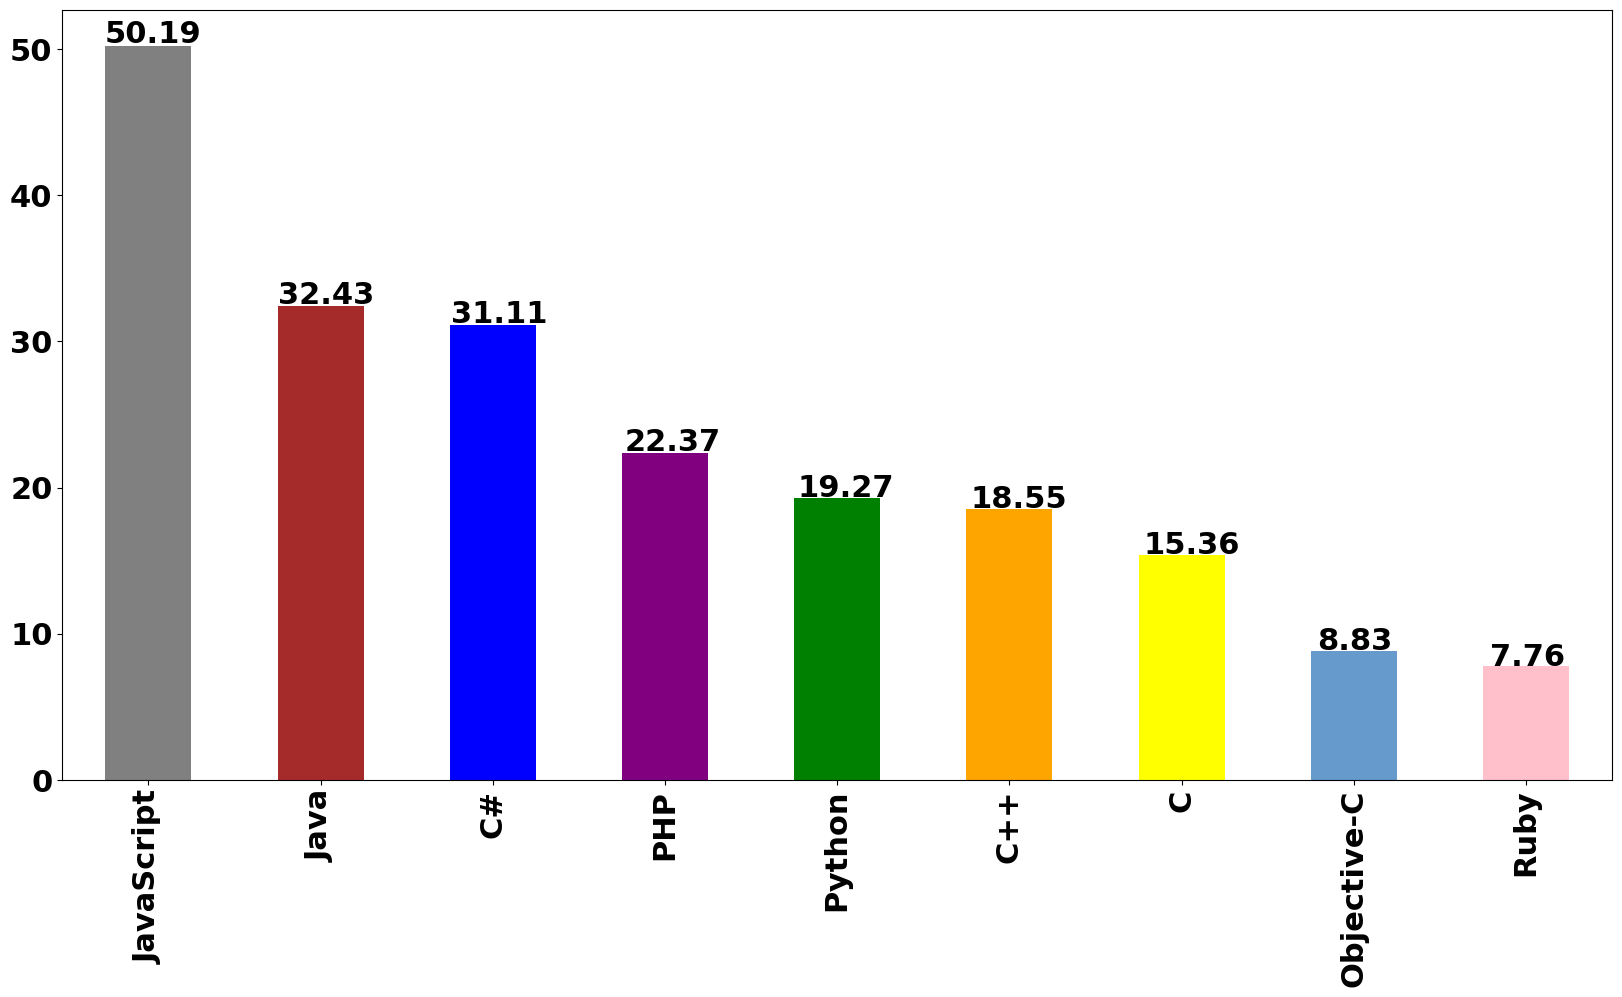 50.19
50
40
32.43
31.11
30
22.37
20
19.27
18.55
15.36
10
8.83
7.76
0
JavaScript
Java
C#
PHP
Python
C++
C
Objective-C
Ruby